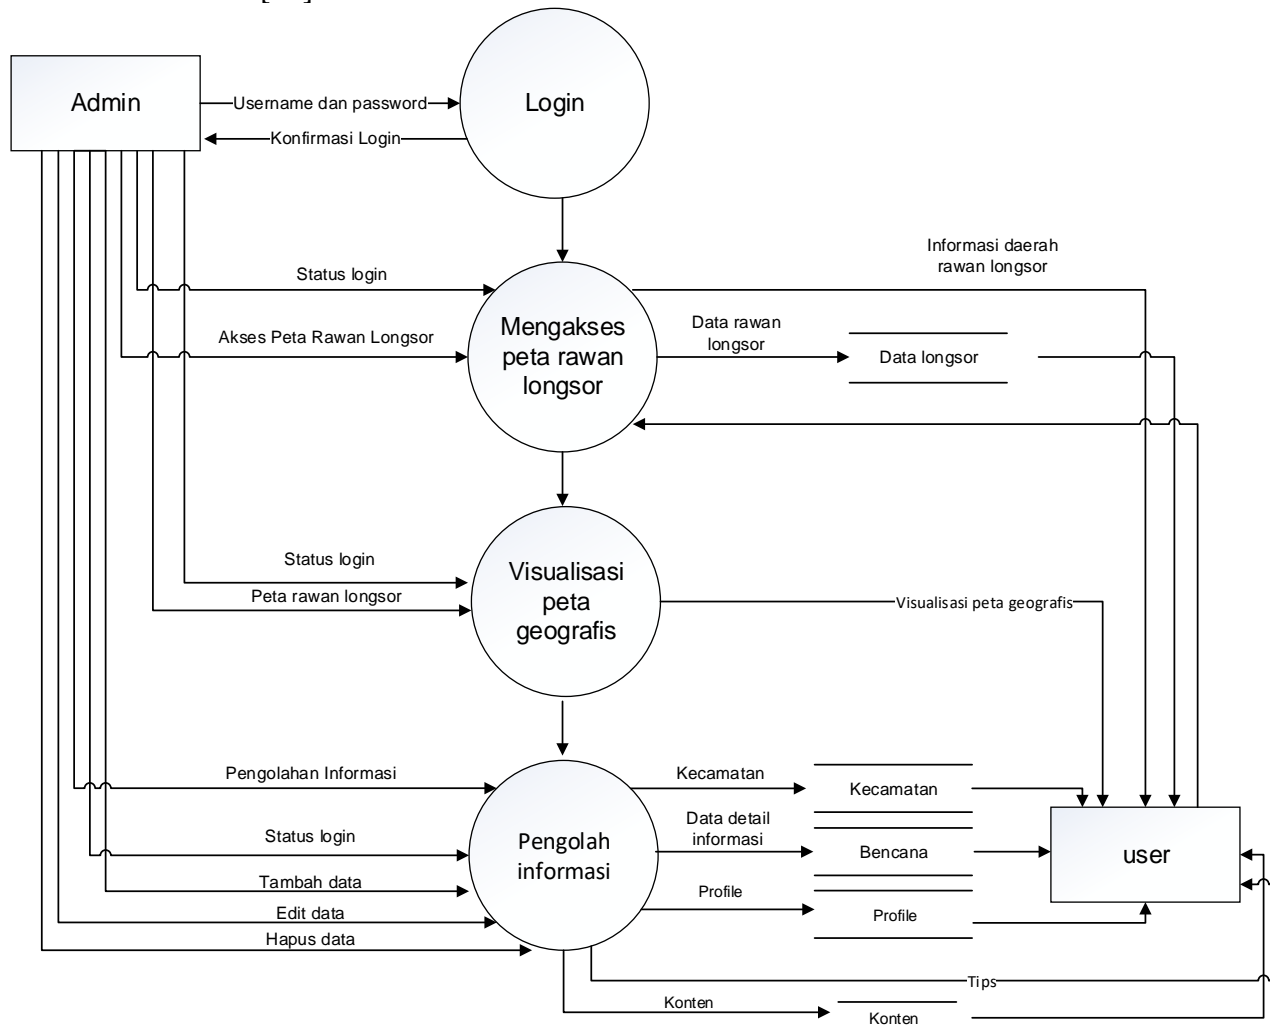 Admin
Username dan password
Login
Konfirmasi Login
Informasi daerah
rawan longsor
Status login
Mengakses
peta rawan
longsor
Akses Peta Rawan Longsor
Data rawan
longsor
Data longsor
Status login
Peta rawan longsor
Visualisasi
peta
geografis
Visualisasi peta geografis
Pengolahan Informasi
Kecamatan
Kecamatan
Status login
Pengolah
informasi
Data detail
informasi
Bencana
user
Tambah data
Edit data
Hapus data
Profile
Profile
Tips
Konten
Konten